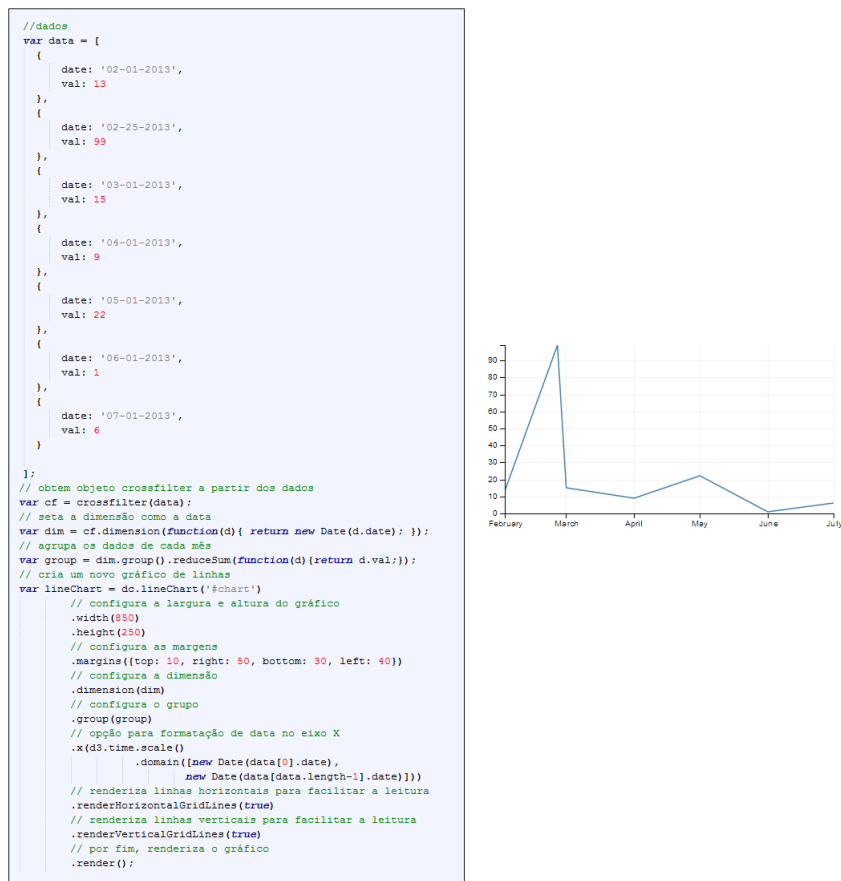 //dados
var data = [
{
date: '02-01-2013',
val: 13
},
{
date: '02-25-2013',
val: 99
},
{
date: '03-01-2013',
val: 15
},
{
date: '04-01-2013',
val: 9
},
{
date: '05-01-2013',
val: 22
},
{
date: '06-01-2013',
val: 1
},
{
date: '07-01-2013',
val: 6
}
];
// obtem objeto crossfilter a partir dos dados
var cf = crossfilter(data);
// seta a dimensão como a data
var dim = cf.dimension(function(d){ return new Date(d.date); });
// agrupa os dados de cada mês
var group = dim.group().reduceSum(function(d){return d.val;});
// cria um novo gráfico de linhas
var lineChart = dc.lineChart('#chart')
// configura a largura e altura do gráfico
.width(850)
.height(250)
// configura as margens
.margins({top: 10, right: 50, bottom: 30, left: 40})
// configura a dimensão
.dimension(dim)
// configura o grupo
.group(group)
// opção para formatação de data no eixo X
.x(d3.time.scale()
.domain([new Date(data[0].date),
new Date(data[data.length-1].date)]))
// renderiza linhas horizontais para facilitar a leitura
.renderHorizontalGridLines(true)
// renderiza linhas verticais para facilitar a leitura
.renderVerticalGridLines(true)
// por fim, renderiza o gráfico
.render();
90
80
70
60
50
40
30
20
10
0
February March April May June July